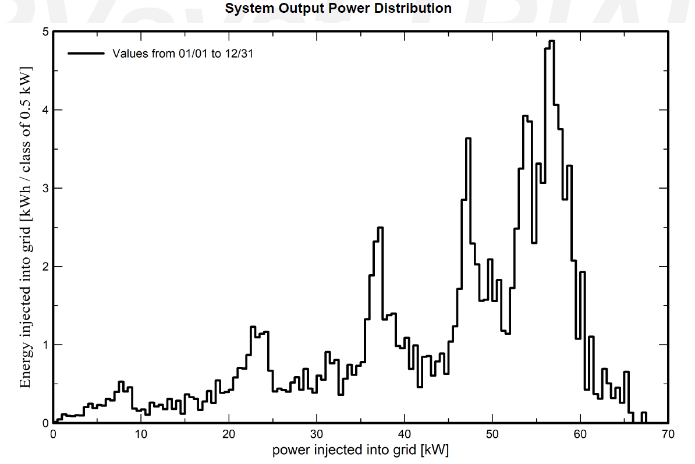 System Output Power Distribution
5
Values from 01/01 to 12/31
4
3
2
1
0
Energy injected into grid [kWh / class of 0.5 kW]
0 10 20 30 40 50 60 70
power injected into grid [kW]